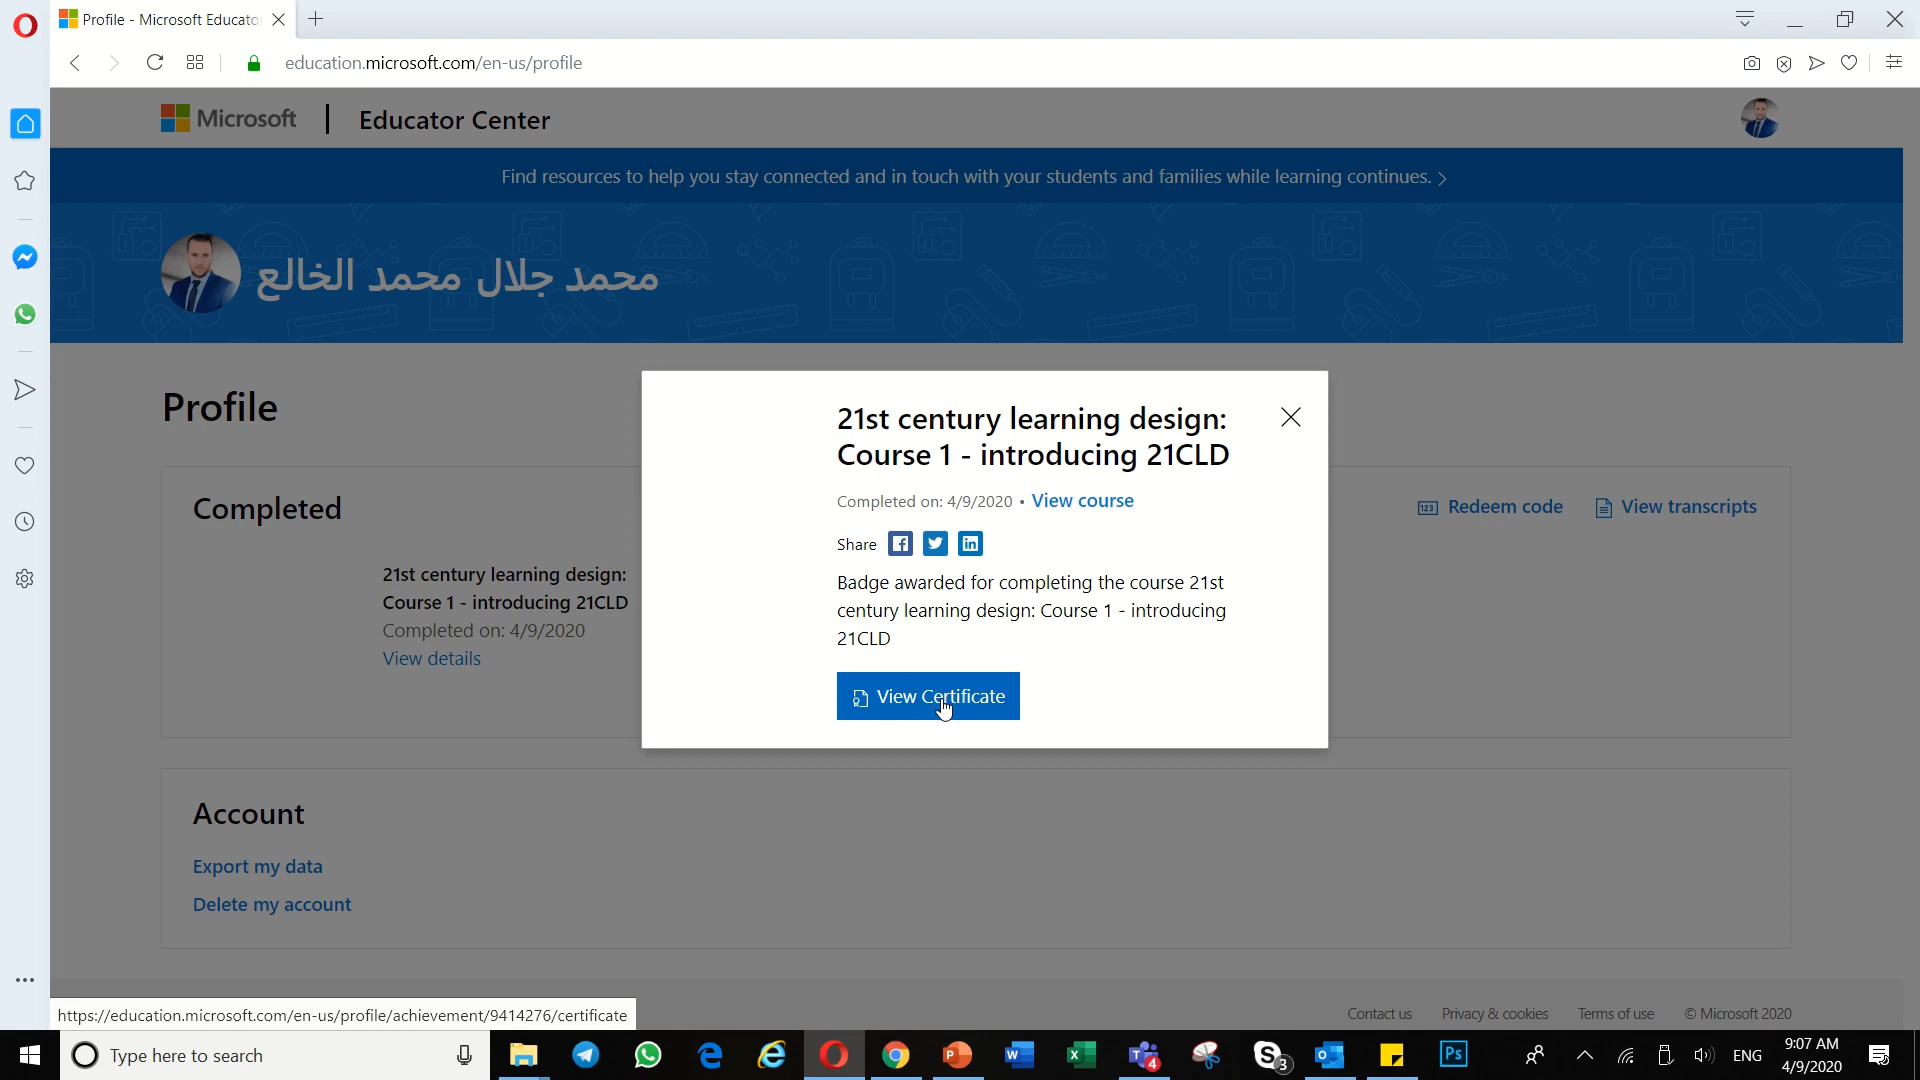 Profile - Microsoft Educator
education.microsoft.com/en-us/profile
Microsoft | Educator Center
Find resources to help you stay connected and in touch with your students and families while learning continues.
محمد جلال محمد الخالع
Profile
Completed
Redeem code
View transcripts
21st century learning design:
Course 1 - introducing 21CLD
Completed on: 4/9/2020
View details
21st century learning design:
Course 1 - introducing 21CLD
Completed on: 4/9/2020 • View course
Share
Badge awarded for completing the course 21st
century learning design: Course 1 - introducing
21CLD
View Certificate
Account
Export my data
Delete my account
https://education.microsoft.com/en-us/profile/achievement/9414276/certificate
Contact us
Privacy & cookies
Terms of use
© Microsoft 2020
Type here to search
4
3
Ps
ENG
9:07 AM
4/9/2020